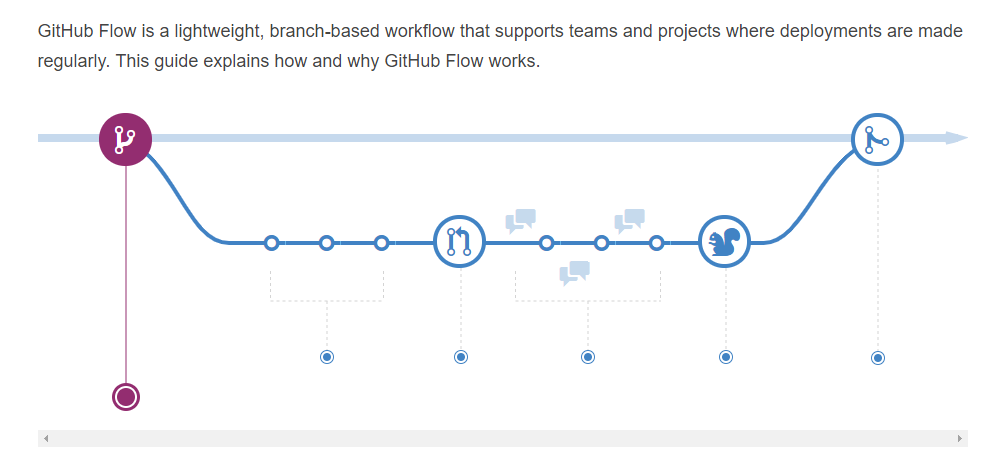 GitHub Flow is a lightweight, branch-based workflow that supports teams and projects where deployments are made
regularly. This guide explains how and why GitHub Flow works.